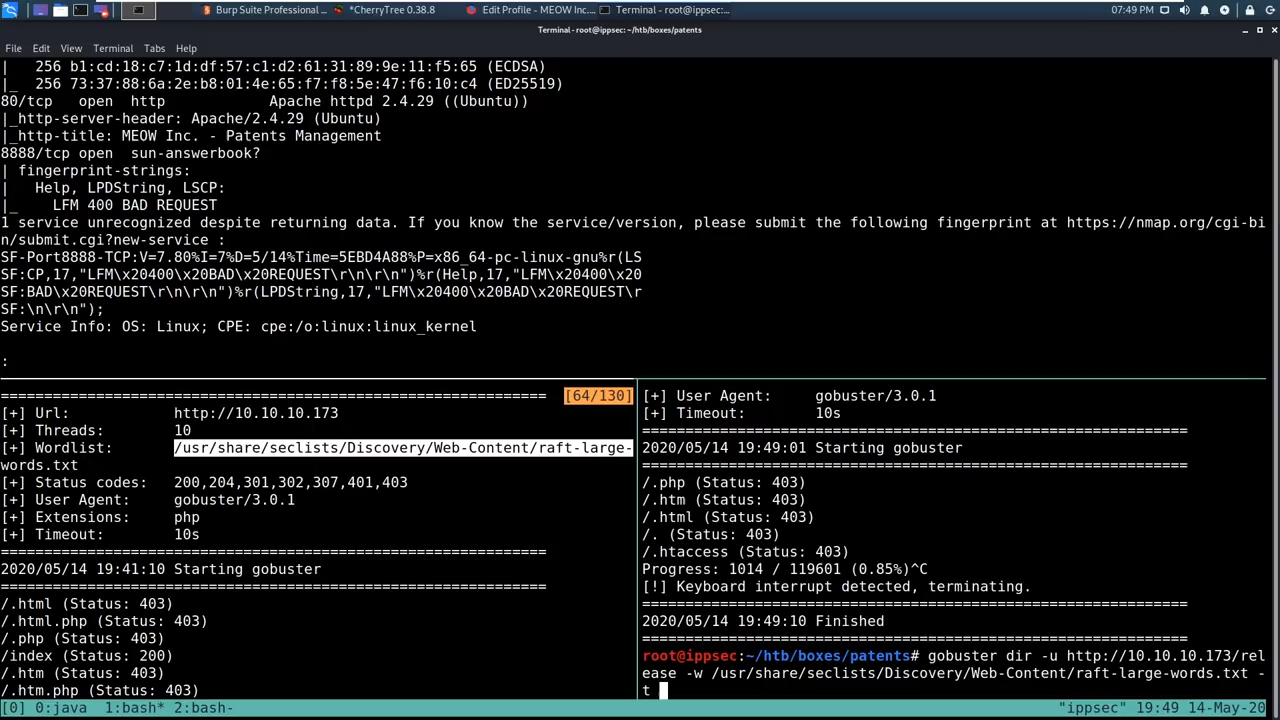 Burp Suite Professional ...
*CherryTree 0.38.8
Edit Profile - MEOW Inc....
Terminal - root@ippsec:...
07:49 PM
Terminal - root@ippsec: ~/htb/boxes/patents
File Edit View Terminal Tabs Help
|   256 b1:cd:18:c7:1d:df:57:c1:d2:61:31:89:9e:11:f5:65 (ECDSA)
|_  256 73:37:88:6a:2e:b8:01:4e:65:f7:f8:5e:47:f6:10:c4 (ED25519)
80/tcp   open  http            Apache httpd 2.4.29 ((Ubuntu))
|_http-server-header: Apache/2.4.29 (Ubuntu)
|_http-title: MEOW Inc. - Patents Management
8888/tcp open  sun-answerbook?
| fingerprint-strings:
|   Help, LPDString, LSCP:
|_    LFM 400 BAD REQUEST
1 service unrecognized despite returning data. If you know the service/version, please submit the following fingerprint at https://nmap.org/cgi-bi
n/submit.cgi?new-service :
SF-Port8888-TCP:V=7.80%I=7%D=5/14%Time=5EBD4A88%P=x86_64-pc-linux-gnu%r(LS
SF:CP,17,"LFM\x20400\x20BAD\x20REQUEST\r\n\r\n")%r(Help,17,"LFM\x20400\x20
SF:BAD\x20REQUEST\r\n\r\n")%r(LPDString,17,"LFM\x20400\x20BAD\x20REQUEST\r
SF:\n\r\n");
Service Info: OS: Linux; CPE: cpe:/o:linux:linux_kernel
:
=============================================================== [64/130]
[+] Url:            http://10.10.10.173
[+] Threads:        10
[+] Wordlist:       /usr/share/seclists/Discovery/Web-Content/raft-large-
words.txt
[+] Status codes:   200,204,301,302,307,401,403
[+] User Agent:     gobuster/3.0.1
[+] Extensions:     php
[+] Timeout:        10s
===============================================================
2020/05/14 19:41:10 Starting gobuster
===============================================================
/.html (Status: 403)
/.html.php (Status: 403)
/.php (Status: 403)
/index (Status: 200)
/.htm (Status: 403)
/.htm.php (Status: 403)
[+] User Agent:     gobuster/3.0.1
[+] Timeout:        10s
===============================================================
2020/05/14 19:49:01 Starting gobuster
===============================================================
/.php (Status: 403)
/.htm (Status: 403)
/.html (Status: 403)
/. (Status: 403)
/.htaccess (Status: 403)
Progress: 1014 / 119601 (0.85%)^C
[!] Keyboard interrupt detected, terminating.
===============================================================
2020/05/14 19:49:10 Finished
===============================================================
root@ippsec:~/htb/boxes/patents# gobuster dir -u http://10.10.10.173/rel
ease -w /usr/share/seclists/Discovery/Web-Content/raft-large-words.txt -
t
[0] 0:java  1:bash* 2:bash-
"ippsec" 19:49 14-May-20